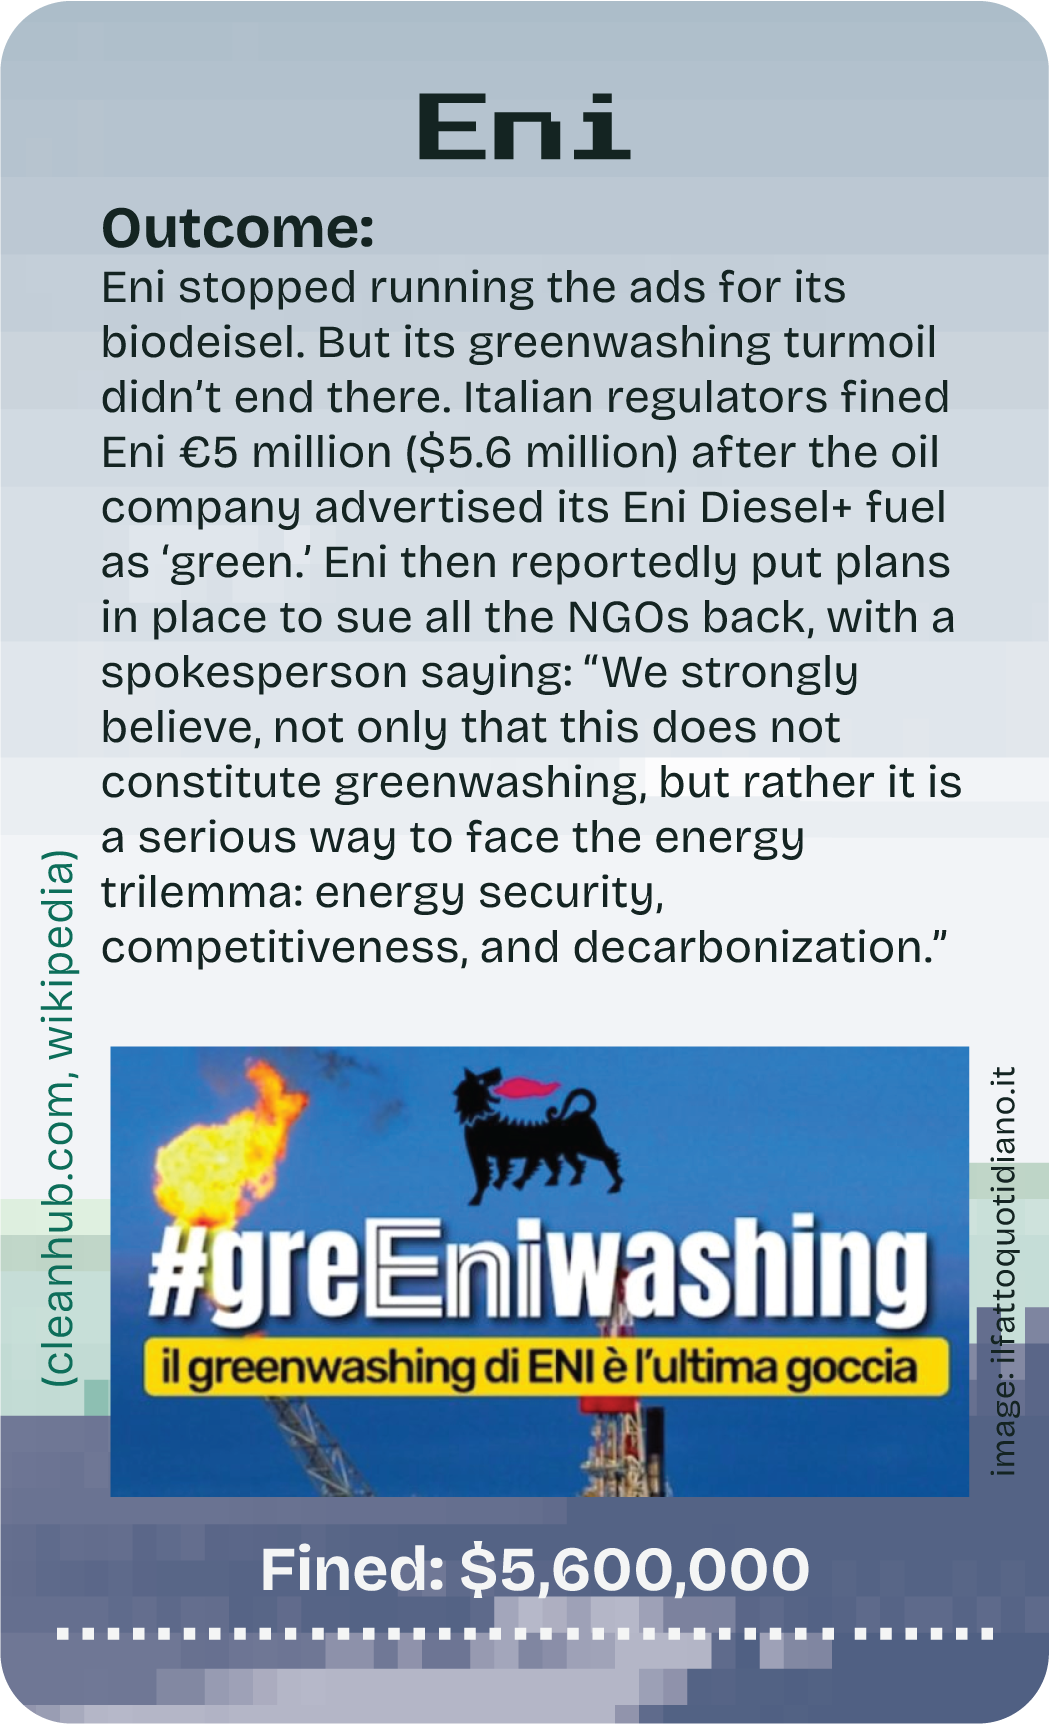 Eni
Outcome:
Eni stopped running the ads for its
biodeisel. But its greenwashing turmoil
didn’t end there. Italian regulators fined
Eni €5 million ($5.6 million) after the oil
company advertised its Eni Diesel+ fuel
as ‘green.’ Eni then reportedly put plans
in place to sue all the NGOs back, with a
spokesperson saying: “We strongly
believe, not only that this does not
constitute greenwashing, but rather it is
a serious way to face the energy
trilemma: energy security,
competitiveness, and decarbonization.”
(cleanhub.com, wikipedia)
#greEniwashing
il greenwashing di ENI è l’ultima goccia
image: ilfattoquotidiano.it
Fined: $5,600,000